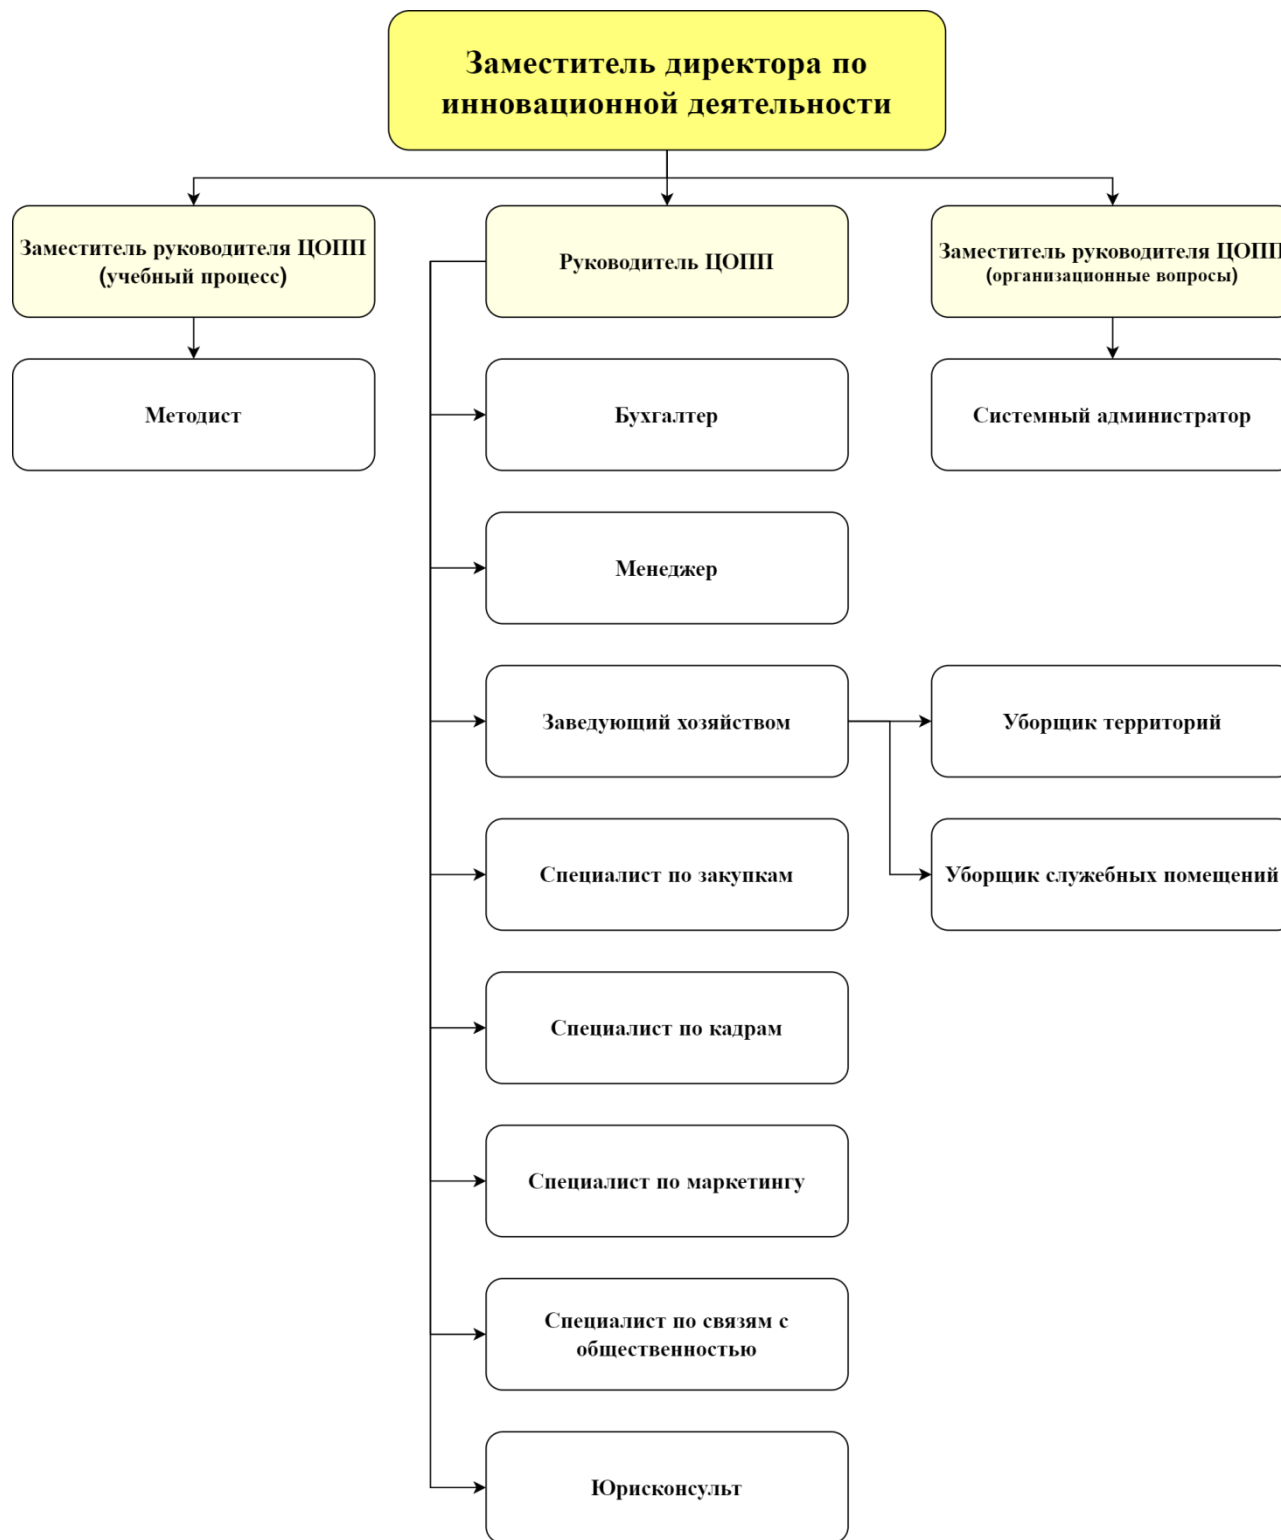 Заместитель директора по
инновационной деятельности
Заместитель руководителя ЦОПП
(учебный процесс)
Руководитель ЦОПП
Заместитель руководителя ЦОПП
(организационные вопросы)
Методист
Бухгалтер
Системный администратор
Менеджер
Заведующий хозяйством
Уборщик территорий
Специалист по закупкам
Уборщик служебных помещений
Специалист по кадрам
Специалист по маркетингу
Специалист по связям с
общественностью
Юрисконсульт